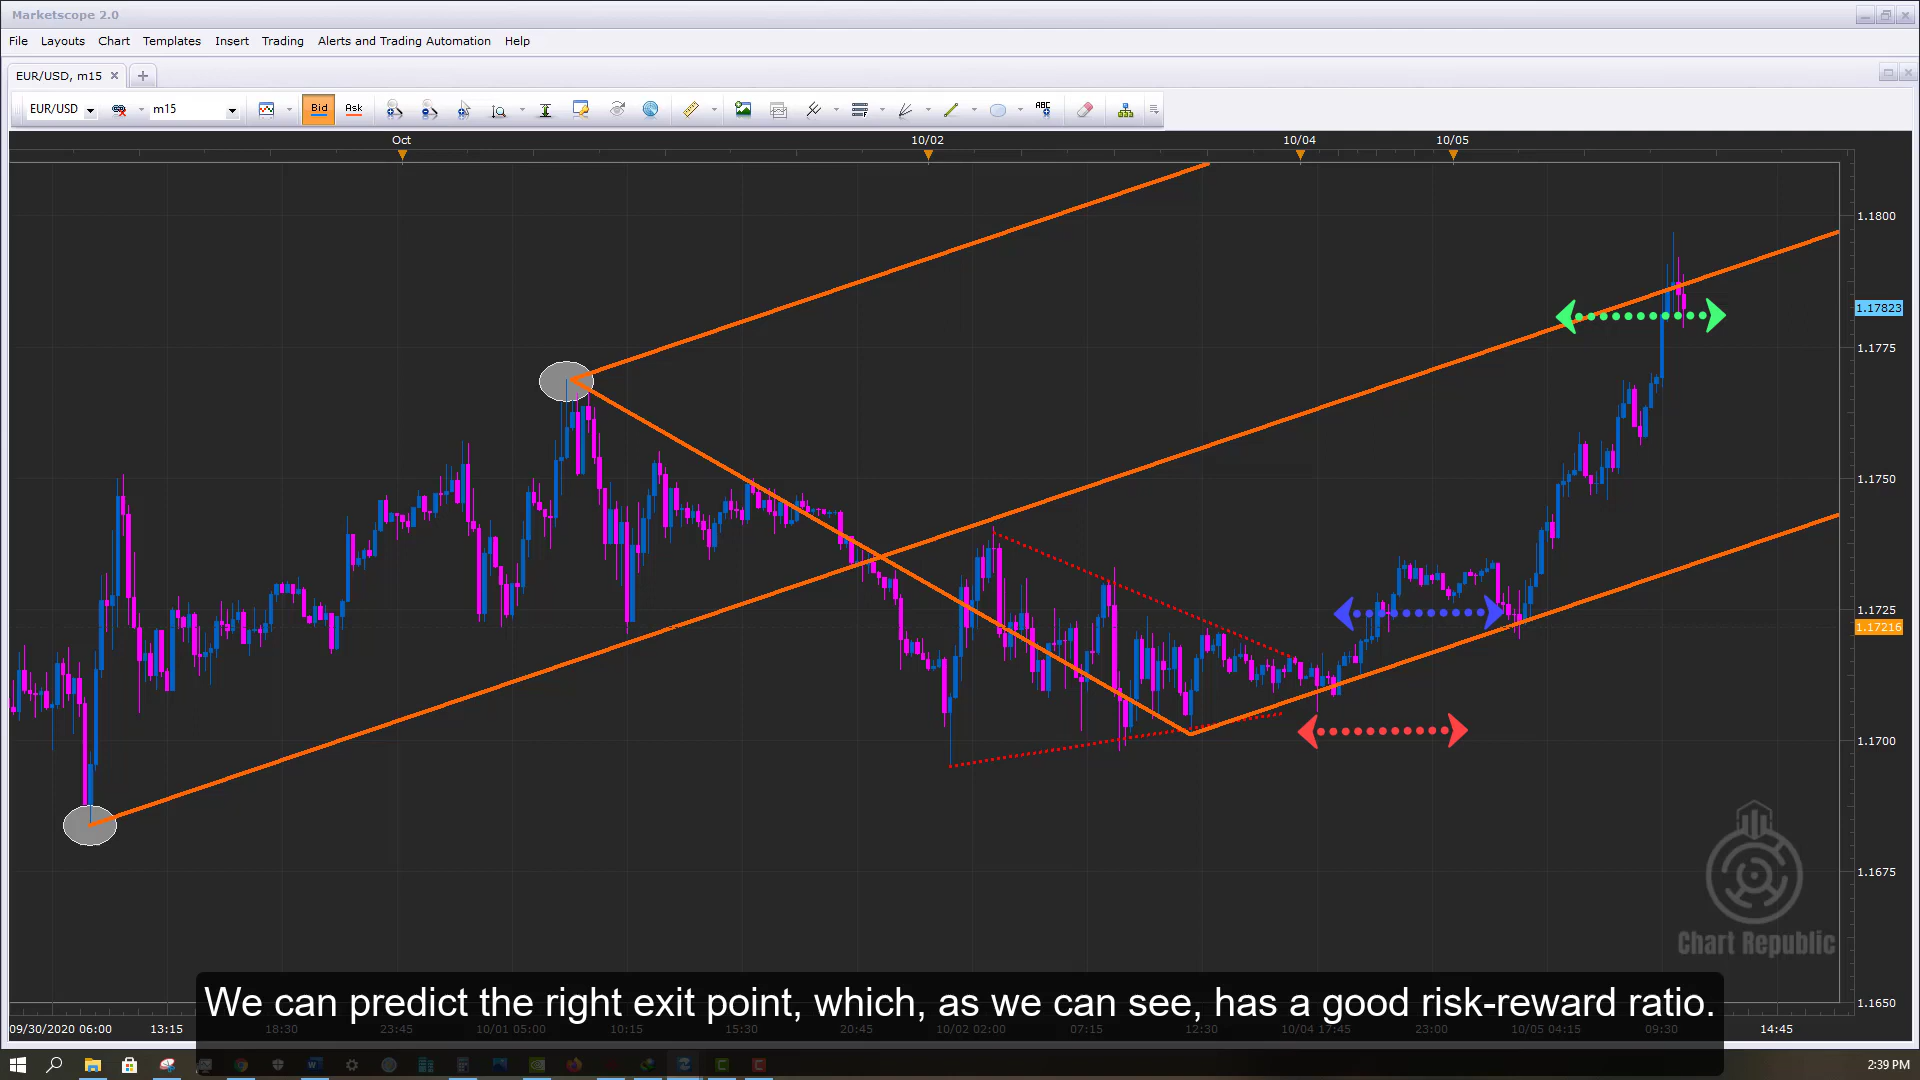 Marketscope 2.0
File Layouts Chart Templates Insert Trading Alerts and Trading Automation Help
EUR/USD, m15
EUR/USD m15 Bid Ask ABC
Oct 10/02 10/04 10/05
1.1800
1.17823
1.1775
1.1750
1.1725
1.17216
1.1700
1.1675
Chart Republic
We can predict the right exit point, which, as we can see, has a good risk-reward ratio.
1.1650
09/30/2020 06:00 13:15 18:30 23:45 10/01 05:00 10:15 15:30 20:45 10/02 02:00 07:15 12:30 10/04 17:45 23:00 10/05 04:15 09:30 14:45
2:39 PM